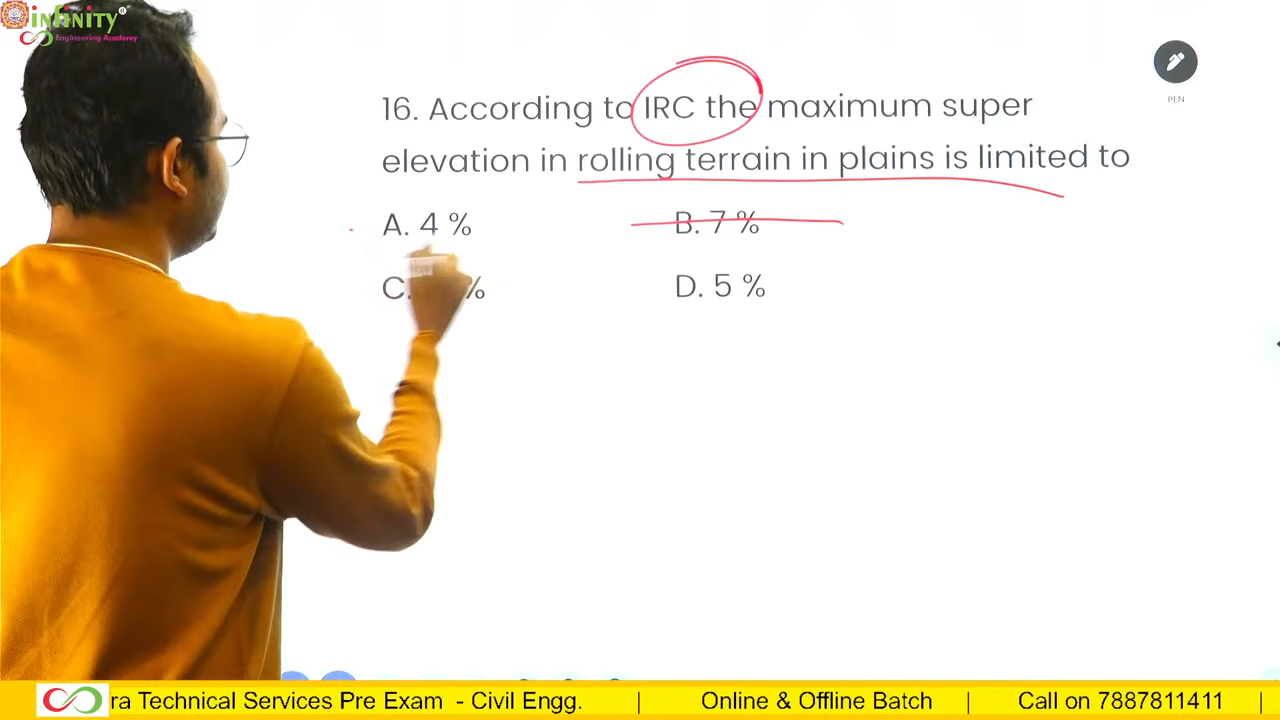 infinity
Engineering Academy
PEN
16. According to IRC the maximum super
elevation in rolling terrain in plains is limited to
A. 4 %
B. 7 %
C. %
D. 5 %
ra Technical Services Pre Exam - Civil Engg. | Online & Offline Batch | Call on 7887811411 |